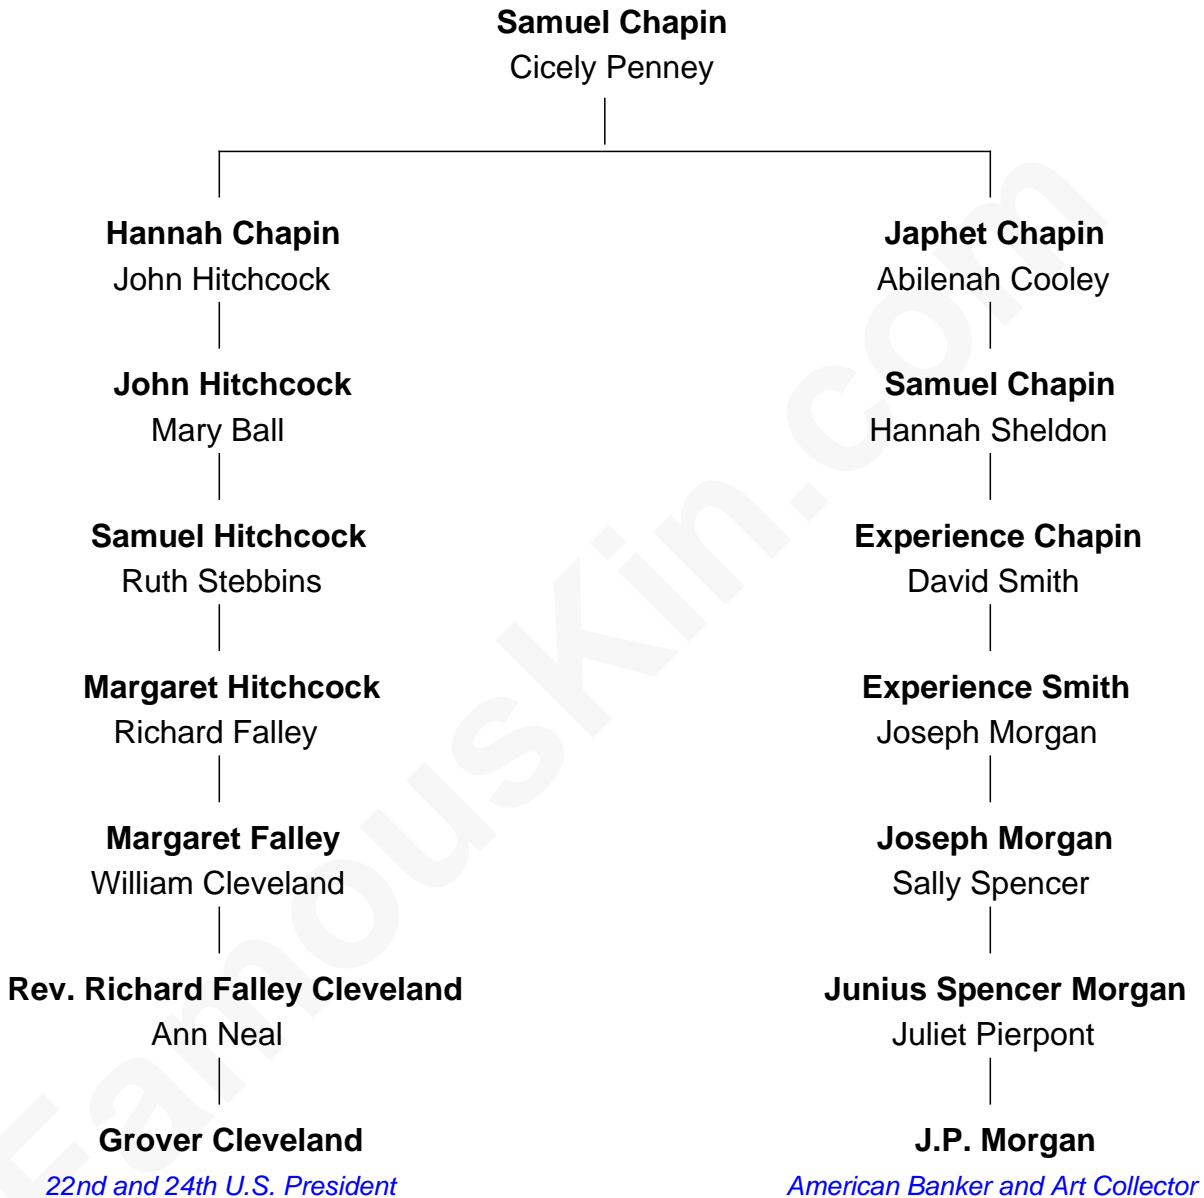 Samuel Chapin
Cicely Penney
Hannah Chapin
John Hitchcock
Japhet Chapin
Abilenah Cooley
John Hitchcock
Mary Ball
Samuel Chapin
Hannah Sheldon
Samuel Hitchcock
Ruth Stebbins
Experience Chapin
David Smith
Margaret Hitchcock
Richard Falley
Experience Smith
Joseph Morgan
Margaret Falley
William Cleveland
Joseph Morgan
Sally Spencer
Rev. Richard Falley Cleveland
Ann Neal
Junius Spencer Morgan
Juliet Pierpont
Grover Cleveland
22nd and 24th U.S. President
J.P. Morgan
American Banker and Art Collector
FamousKin.com